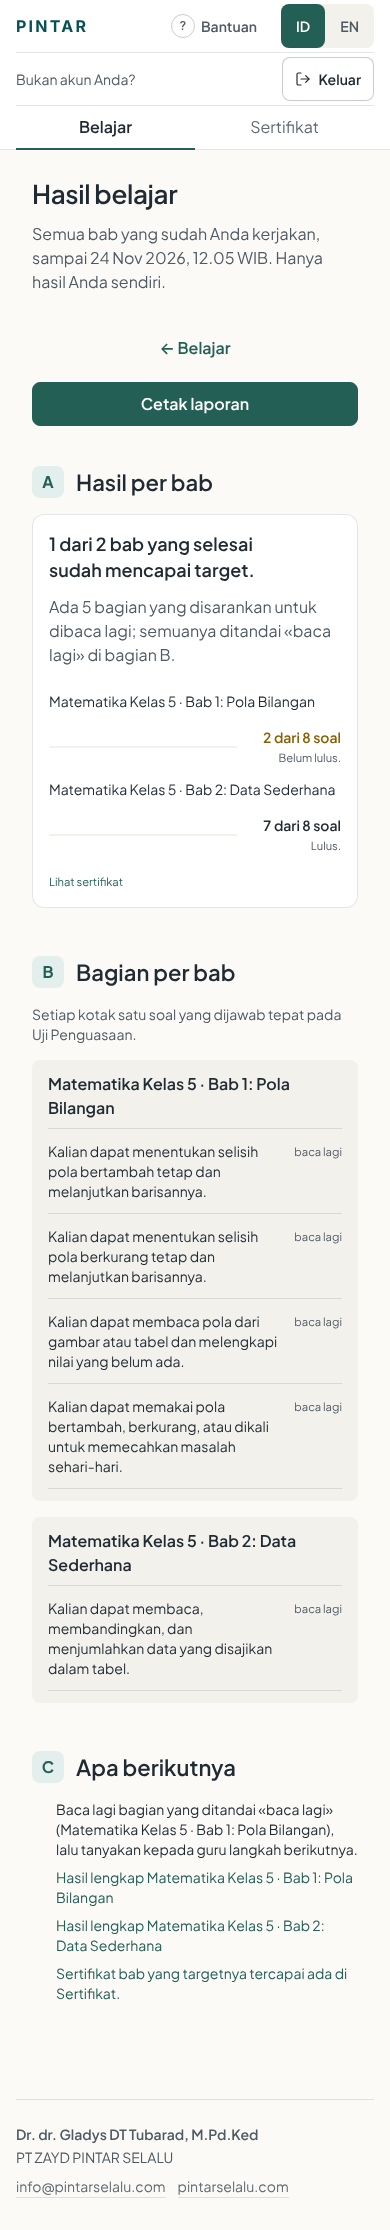 PINTAR
? Bantuan
ID EN
Bukan akun Anda?
Keluar
Belajar Sertifikat
Hasil belajar
Semua bab yang sudah Anda kerjakan,
sampai 24 Nov 2026, 12.05 WIB. Hanya
hasil Anda sendiri.
← Belajar
Cetak laporan
A Hasil per bab
1 dari 2 bab yang selesai
sudah mencapai target.
Ada 5 bagian yang disarankan untuk
dibaca lagi; semuanya ditandai «baca
lagi» di bagian B.
Matematika Kelas 5 · Bab 1: Pola Bilangan
2 dari 8 soal
Belum lulus.
Matematika Kelas 5 · Bab 2: Data Sederhana
7 dari 8 soal
Lulus.
Lihat sertifikat
B Bagian per bab
Setiap kotak satu soal yang dijawab tepat pada
Uji Penguasaan.
Matematika Kelas 5 · Bab 1: Pola
Bilangan
Kalian dapat menentukan selisih baca lagi
pola bertambah tetap dan
melanjutkan barisannya.
Kalian dapat menentukan selisih baca lagi
pola berkurang tetap dan
melanjutkan barisannya.
Kalian dapat membaca pola dari baca lagi
gambar atau tabel dan melengkapi
nilai yang belum ada.
Kalian dapat memakai pola baca lagi
bertambah, berkurang, atau dikali
untuk memecahkan masalah
sehari-hari.
Matematika Kelas 5 · Bab 2: Data
Sederhana
Kalian dapat membaca, baca lagi
membandingkan, dan
menjumlahkan data yang disajikan
dalam tabel.
C Apa berikutnya
Baca lagi bagian yang ditandai «baca lagi»
(Matematika Kelas 5 · Bab 1: Pola Bilangan),
lalu tanyakan kepada guru langkah berikutnya.
Hasil lengkap Matematika Kelas 5 · Bab 1: Pola
Bilangan
Hasil lengkap Matematika Kelas 5 · Bab 2:
Data Sederhana
Sertifikat bab yang targetnya tercapai ada di
Sertifikat.
Dr. dr. Gladys DT Tubarad, M.Pd.Ked
PT ZAYD PINTAR SELALU
info@pintarselalu.com pintarselalu.com